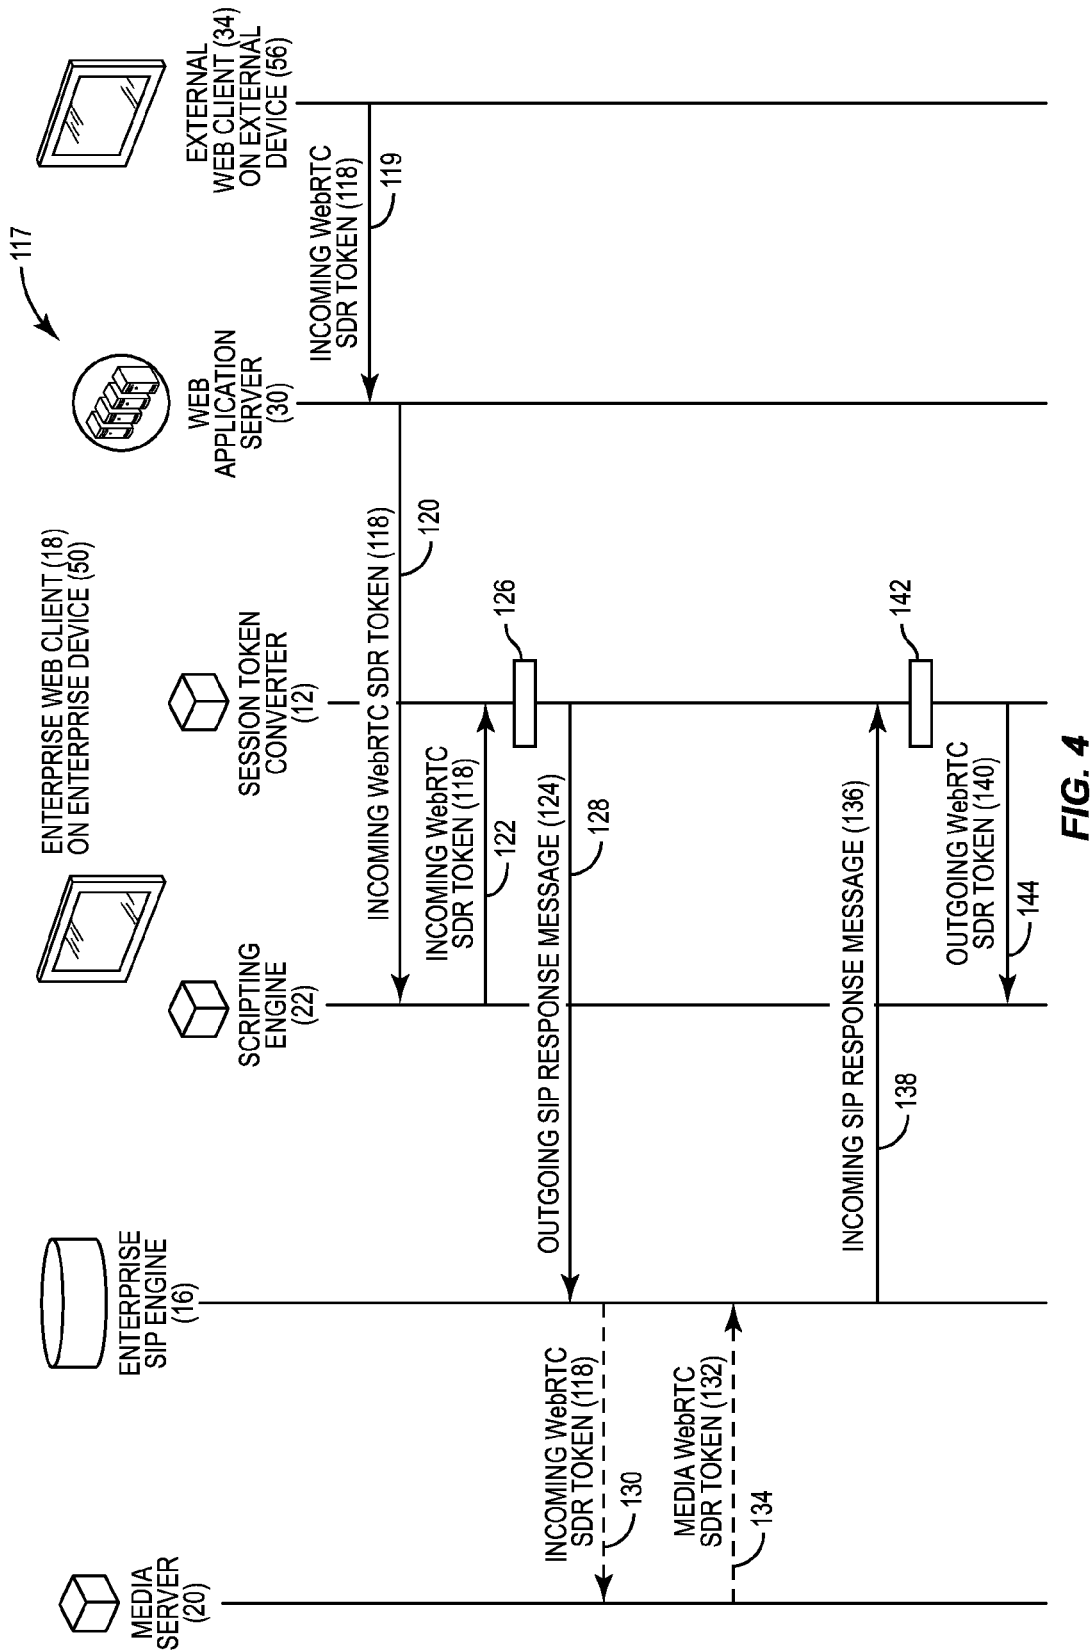 MEDIA
SERVER
(20)
ENTERPRISE
SIP ENGINE
(16)
SCRIPTING
ENGINE
(22)
ENTERPRISE WEB CLIENT (18)
ON ENTERPRISE DEVICE (50)
SESSION TOKEN
CONVERTER
(12)
WEB
APPLICATION
SERVER
(30)
117
EXTERNAL
WEB CLIENT (34)
ON EXTERNAL
DEVICE (56)
INCOMING WebRTC
SDR TOKEN (118)
119
INCOMING WebRTC SDR TOKEN (118)
120
INCOMING WebRTC
SDR TOKEN (118)
122
126
OUTGOING SIP RESPONSE MESSAGE (124)
128
INCOMING WebRTC
SDR TOKEN (118)
130
MEDIA WebRTC
SDR TOKEN (132)
134
INCOMING SIP RESPONSE MESSAGE (136)
138
142
OUTGOING WebRTC
SDR TOKEN (140)
144
FIG. 4